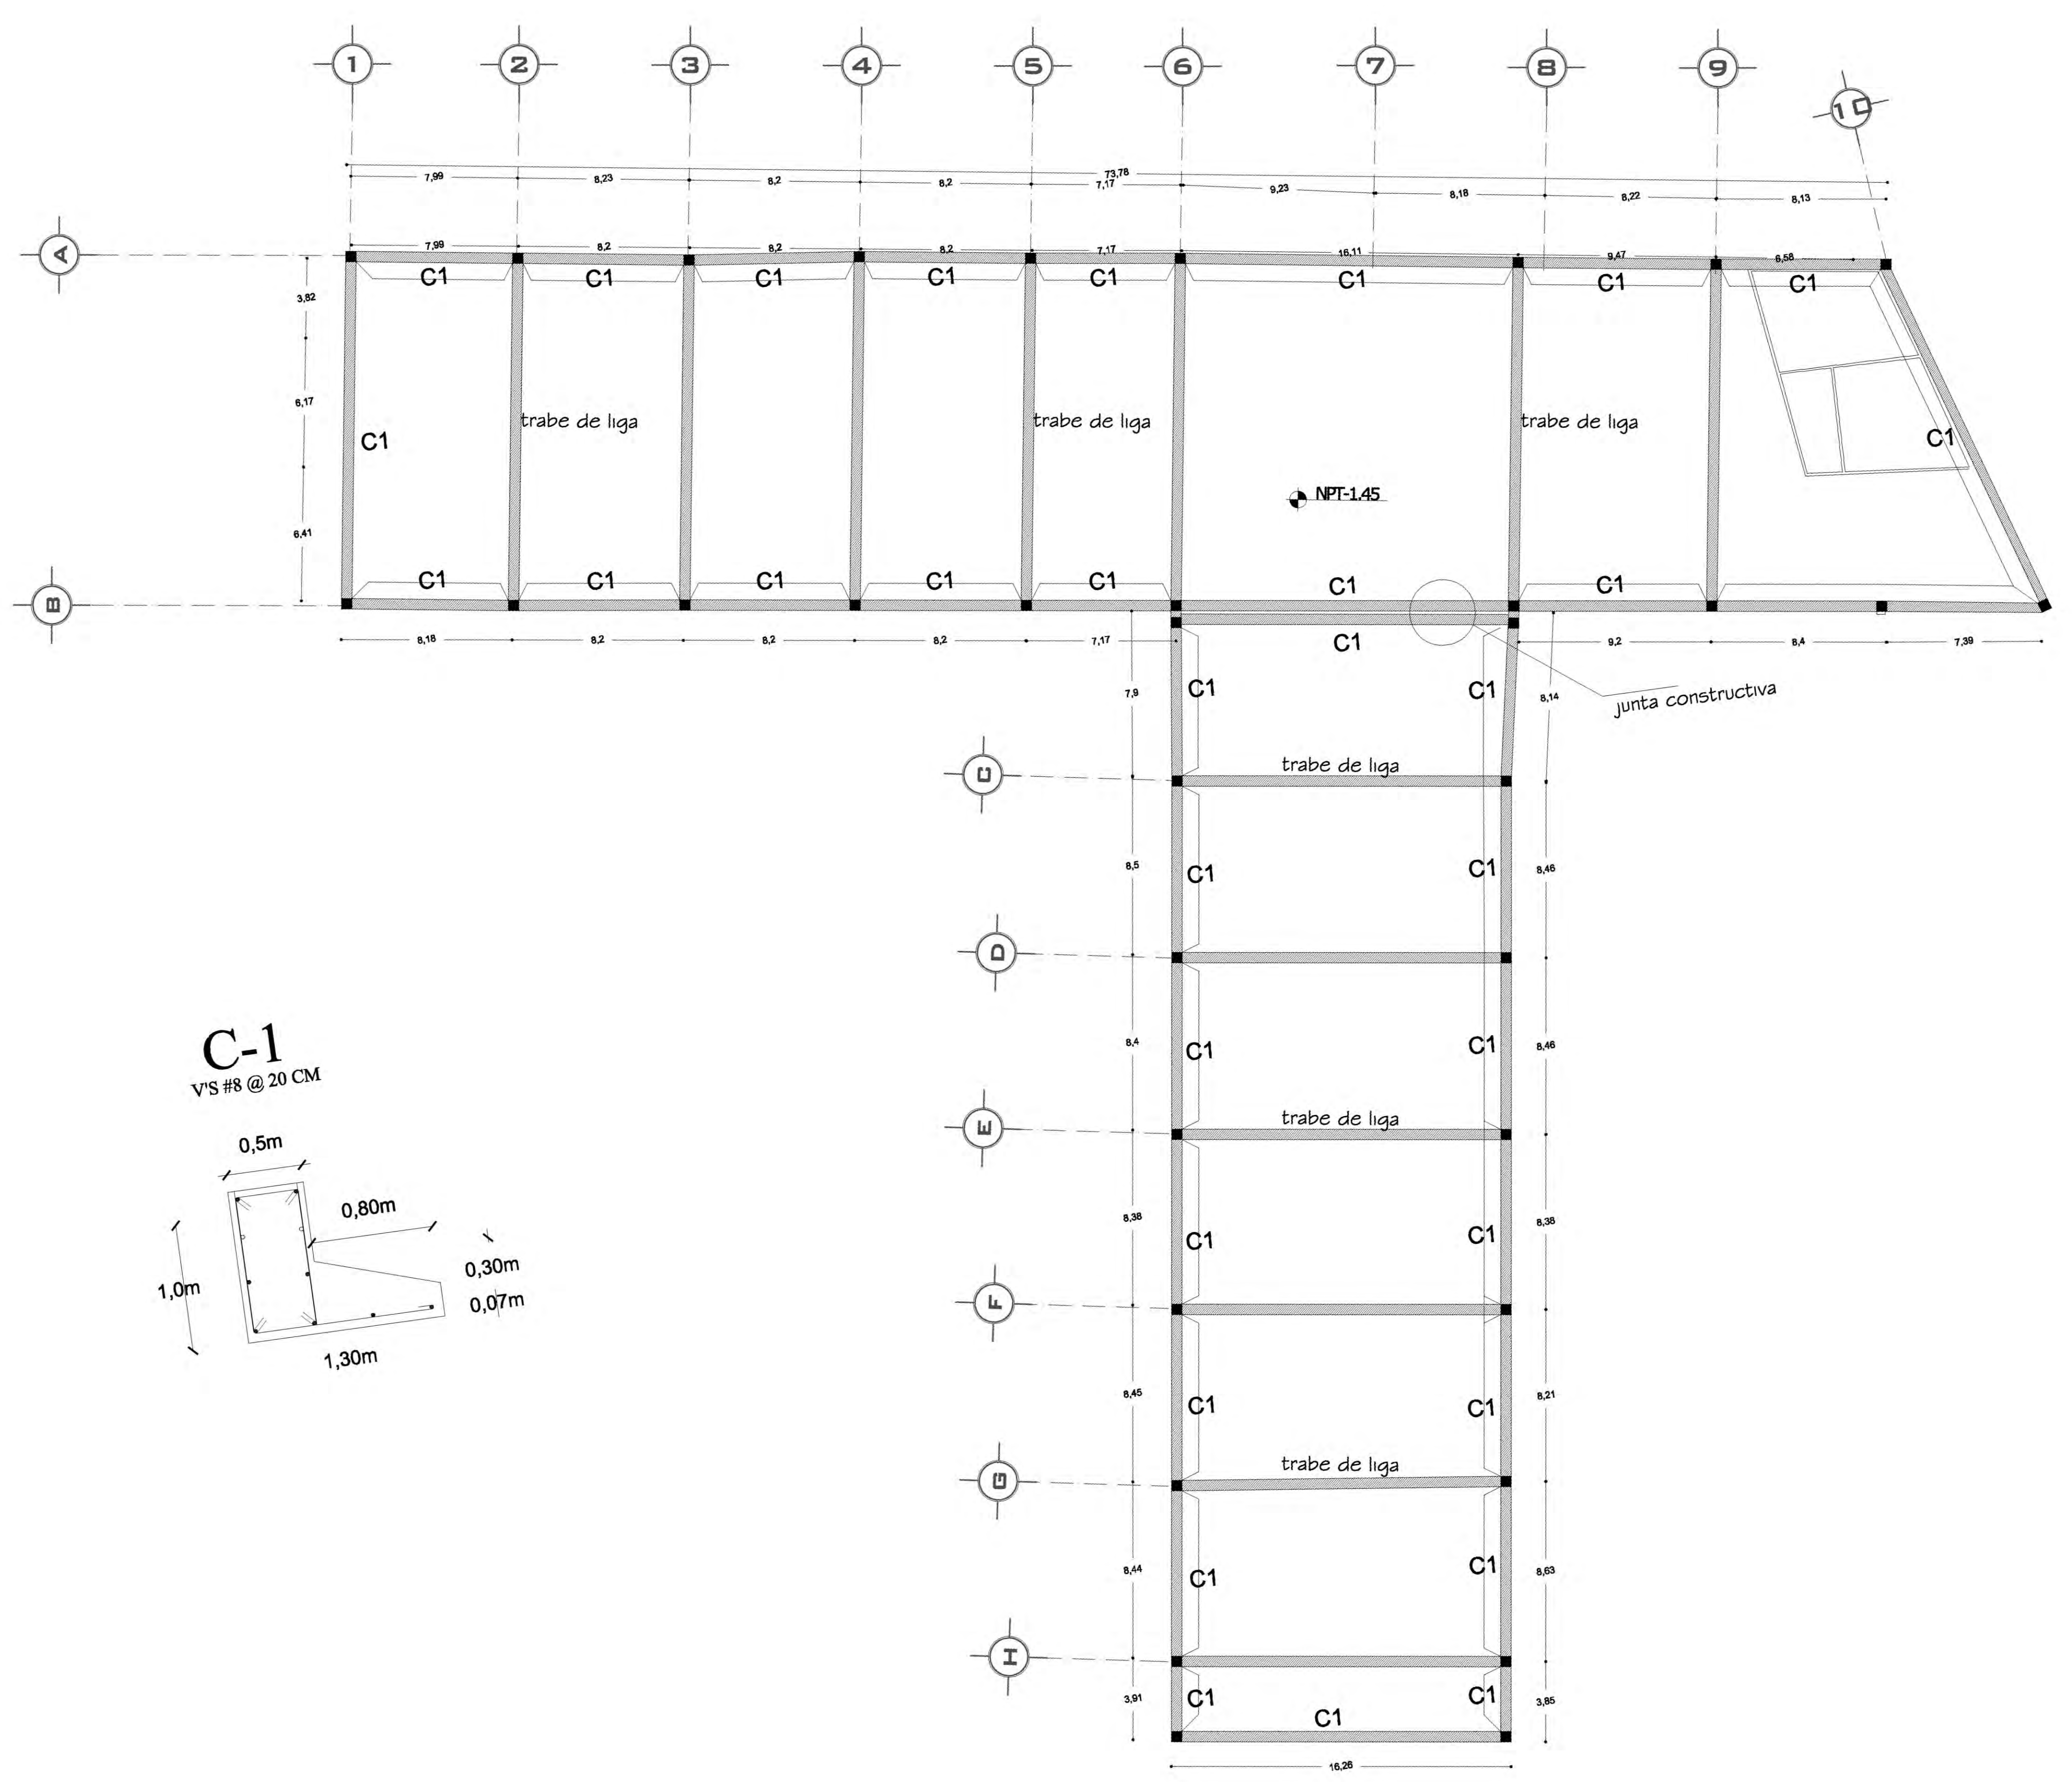 1 2 3 4 5 6 7 8 9 10
73,78
7,99 8,23 8,2 8,2 7,17 9,23 8,18 8,22 8,13
A
7,99 8,2 8,2 8,2 7,17 16,11 9,47 6,58
C1 C1 C1 C1 C1 C1 C1 C1
3,82
6,17
trabe de liga trabe de liga trabe de liga
C1 C1
NPT-1.45
6,41
C1 C1 C1 C1 C1 C1 C1
B
8,18 8,2 8,2 8,2 7,17 C1 9,2 8,4 7,39
7,9 C1 C1 8,14
junta constructiva
C
trabe de liga
8,5 C1 C1 8,46
D
8,4 C1 C1 8,46
E
trabe de liga
8,38 C1 C1 8,38
F
8,45 C1 C1 8,21
G
trabe de liga
8,44 C1 C1 8,63
H
3,91 C1 C1 3,85
C1
16,26
C-1
V'S #8 @ 20 CM
0,5m
0,80m
1,0m
0,30m
0,07m
1,30m